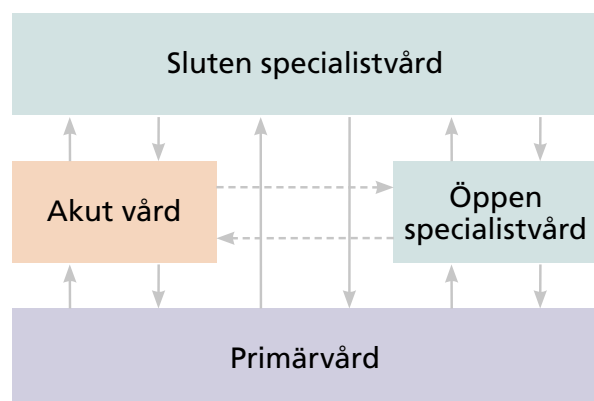 Sluten specialistvård
Akut vård
Öppen
specialistvård
Primärvård